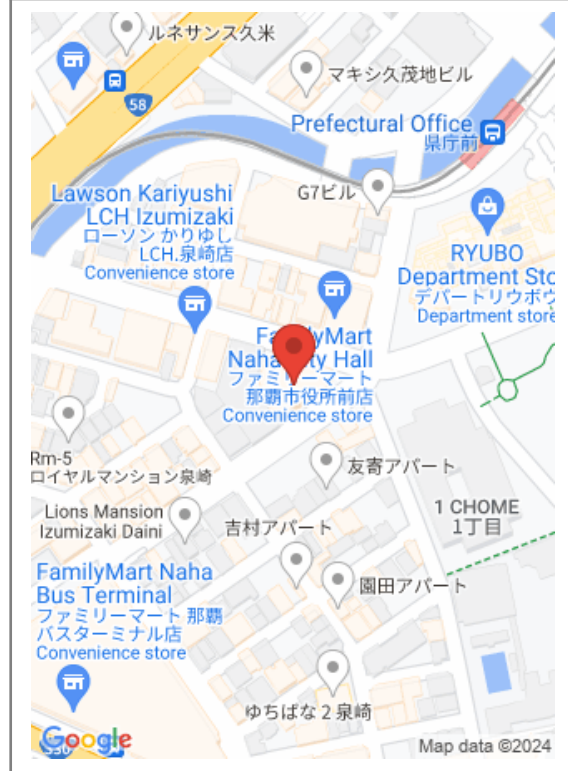 ルネサンス久米
マキシ久茂地ビル
58
Prefectural Office
県庁前
G7ビル
Lawson Kariyushi
LCH Izumizaki
ローソン かりゆし
LCH.泉崎店
Convenience store
RYUBO
Department Sto
デパートリウボウ
Department store
FamilyMart
Naha City Hall
ファミリーマート
那覇市役所前店
Convenience store
Rm-5
ロイヤルマンション泉崎
友寄アパート
1 CHOME
1丁目
Lions Mansion
Izumizaki Daini
吉村アパート
園田アパート
FamilyMart Naha
Bus Terminal
ファミリーマート 那覇
バスターミナル店
Convenience store
ゆちばな 2 泉崎
Google
Map data ©2024